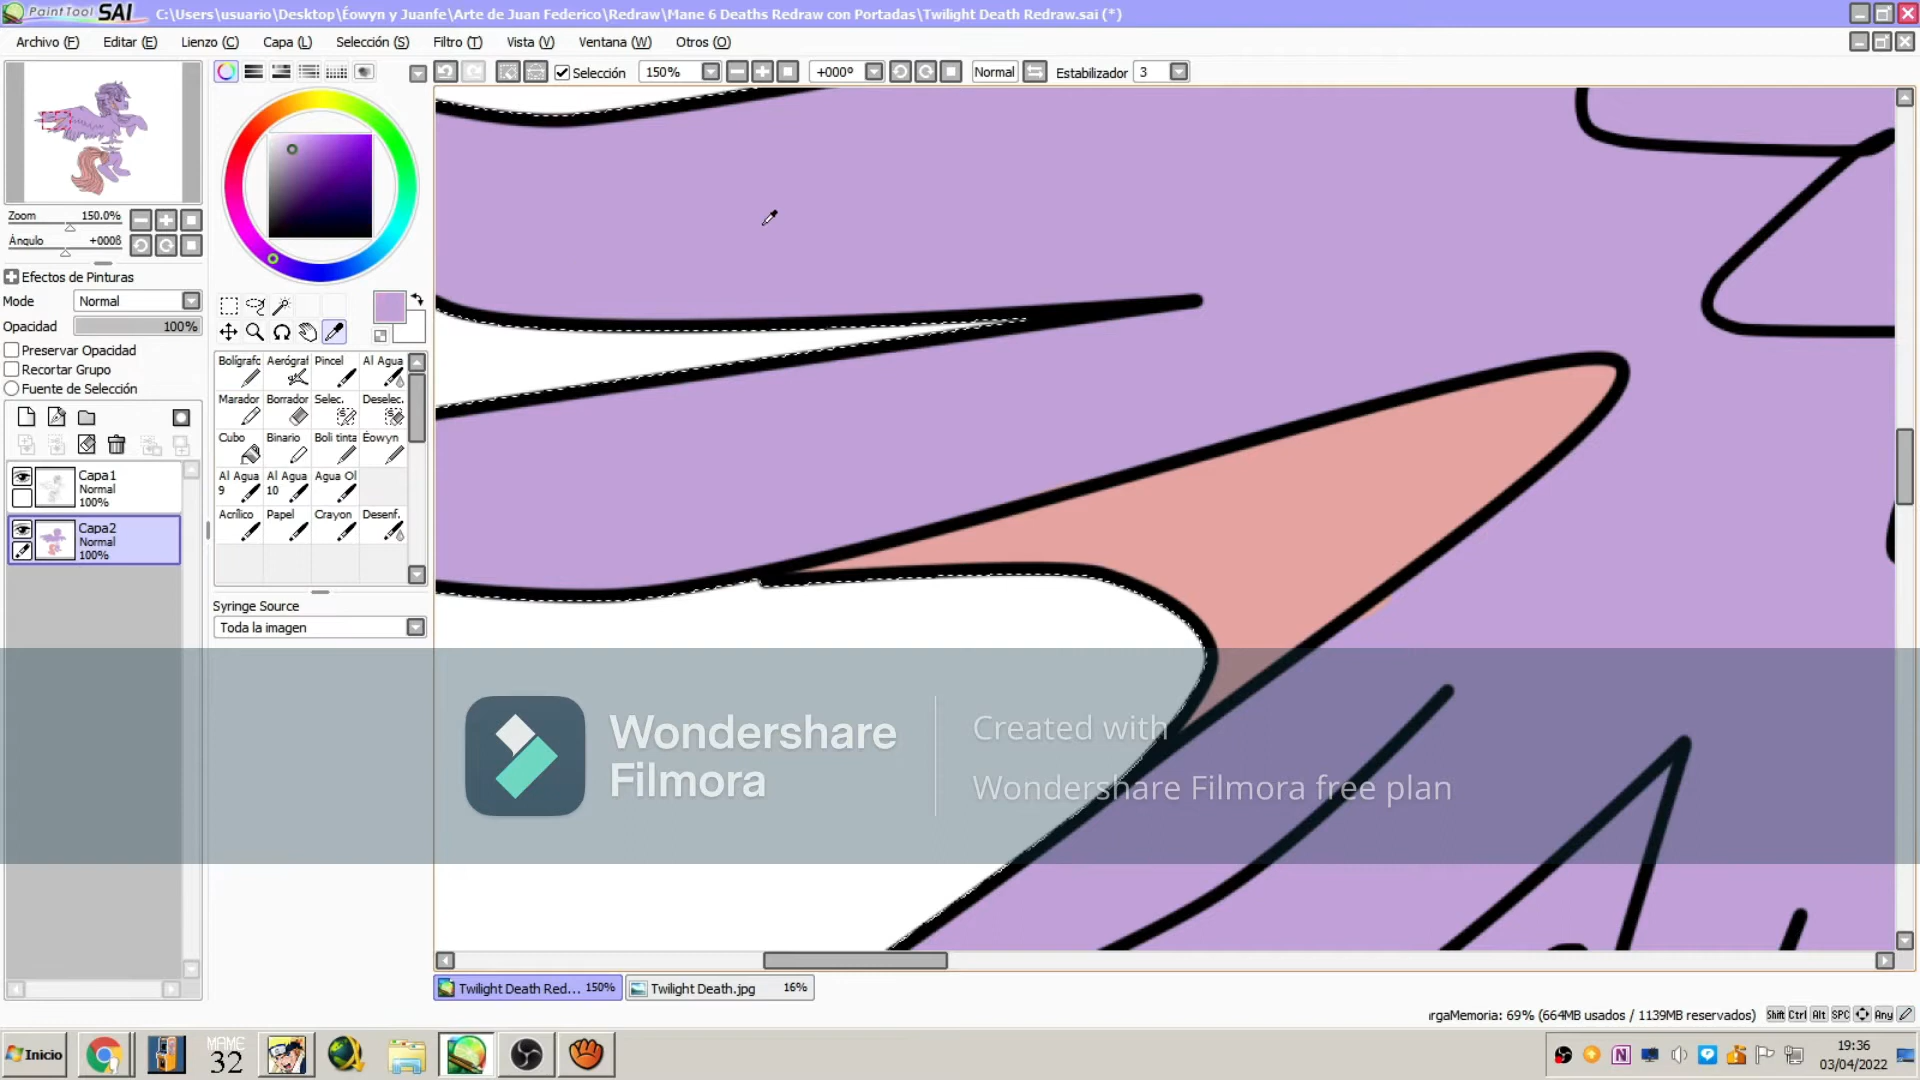 PaintTool SAI C:\Users\usuario\Desktop\Éowyn y Juanfe\Arte de Juan Federico\Redraw\Mane 6 Deaths Redraw con Portadas\Twilight Death Redraw.sai (*)
Archivo (F) Editar (E) Lienzo (C) Capa (L) Selección (S) Filtro (T) Vista (V) Ventana (W) Otros (O)
Selección 150% +000º Normal Estabilizador 3
Zoom 150.0%
Ángulo +000ß
Efectos de Pinturas
Mode Normal
Opacidad 100%
Preservar Opacidad
Recortar Grupo
Fuente de Selección
Capa1
Normal
100%
Capa2
Normal
100%
Bolígrafc Aerógraf Pincel Al Agua
Marador Borrador Selec. Deselec.
Cubo Binario Boli tinta Éowyn
Al Agua 9 Al Agua 10 Agua Ol
Acrílico Papel Crayon Desenf.
Syringe Source
Toda la imagen
Wondershare
Filmora
Created with
Wondershare Filmora free plan
Twilight Death Red... 150% Twilight Death.jpg 16%
ırgaMemoria: 69% (664MB usados / 1139MB reservados) Shift Ctrl Alt SPC Any
Inicio
MAME
32
N
19:36
03/04/2022